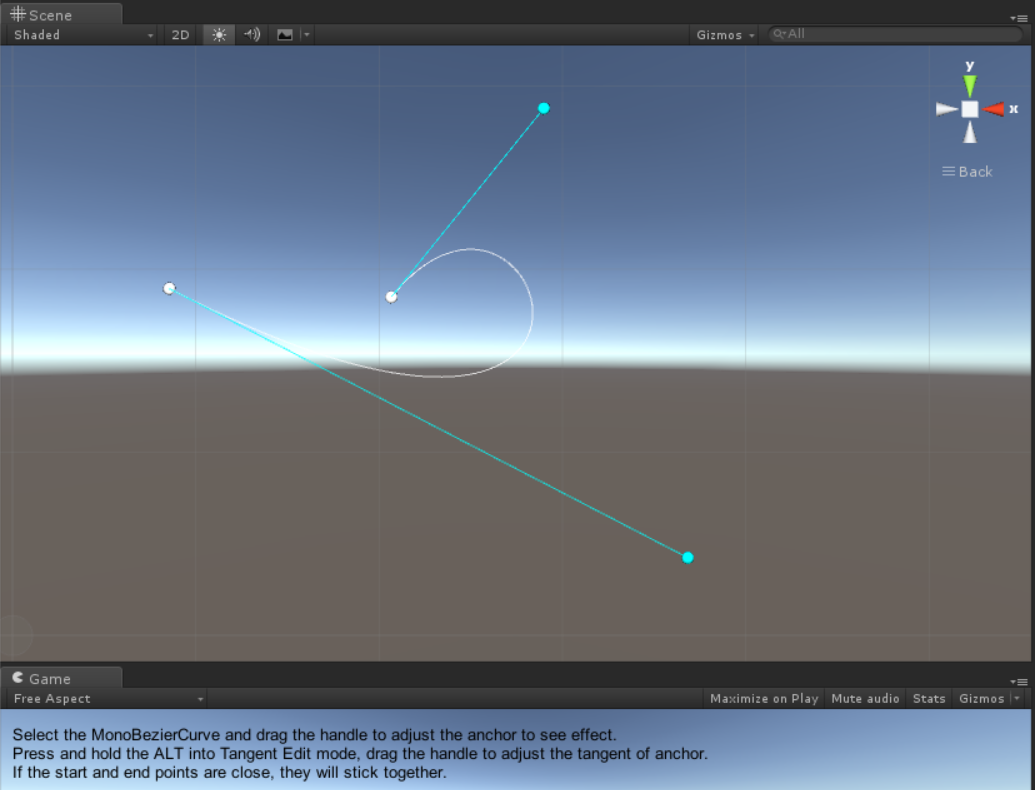 Scene
Shaded 2D Gizmos All
y
x
Back
Game
Free Aspect Maximize on Play Mute audio Stats Gizmos
Select the MonoBezierCurve and drag the handle to adjust the anchor to see effect.
Press and hold the ALT into Tangent Edit mode, drag the handle to adjust the tangent of anchor.
If the start and end points are close, they will stick together.